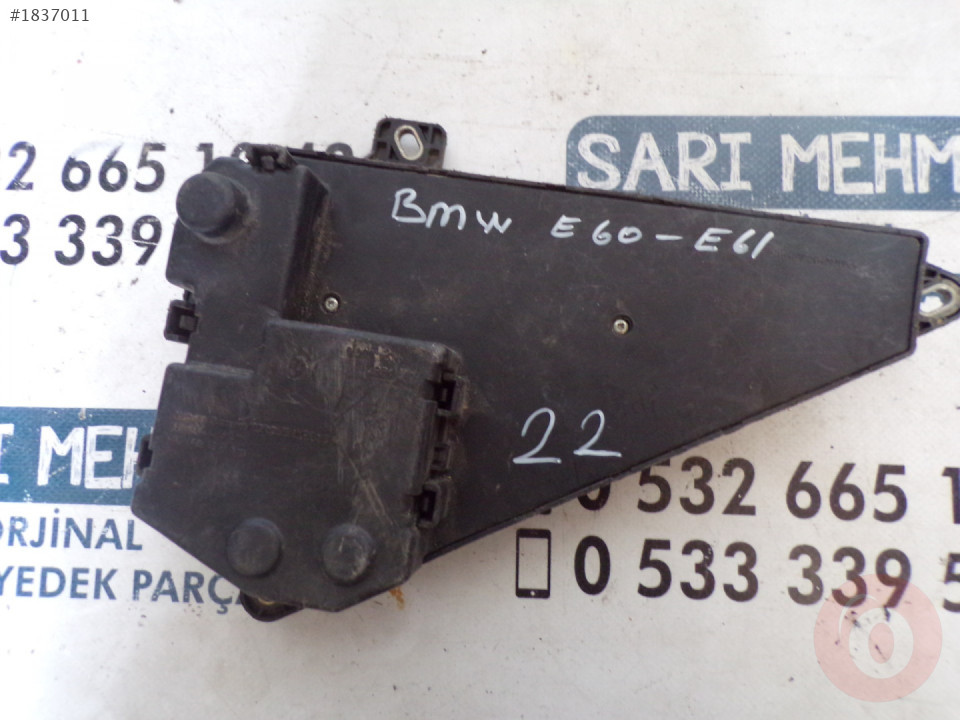 #1837011
2 665 1
SARI MEHM
3 339
BMW E60-E61
22
I MEH
ORJİNAL
YEDEK PARÇA
0 532 665 1
0 533 339 5